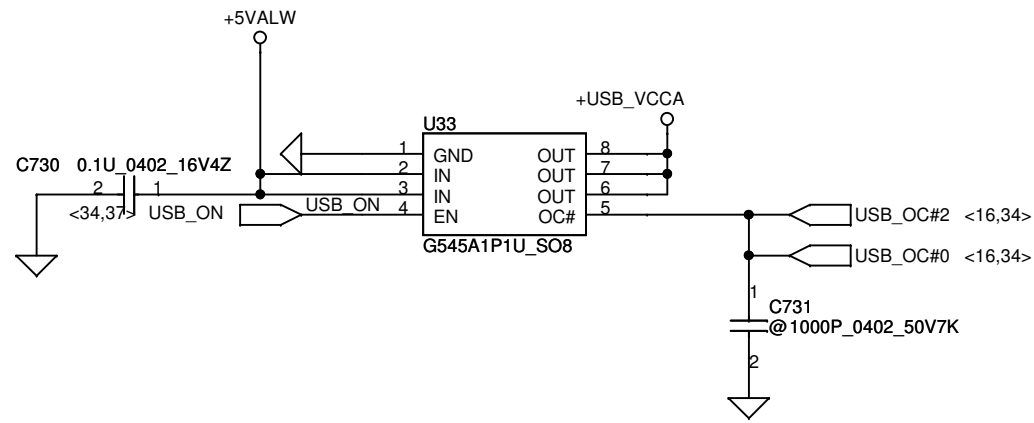 +5VALW
+USB_VCCA
U33
C730 0.1U_0402_16V4Z
1 GND OUT 8
2 IN OUT 7
2 1 3 IN OUT 6
<34,37> USB_ON USB_ON 4 EN OC# 5 USB_OC#2 <16,34>
G545A1P1U_SO8
USB_OC#0 <16,34>
1
C731
@1000P_0402_50V7K
2